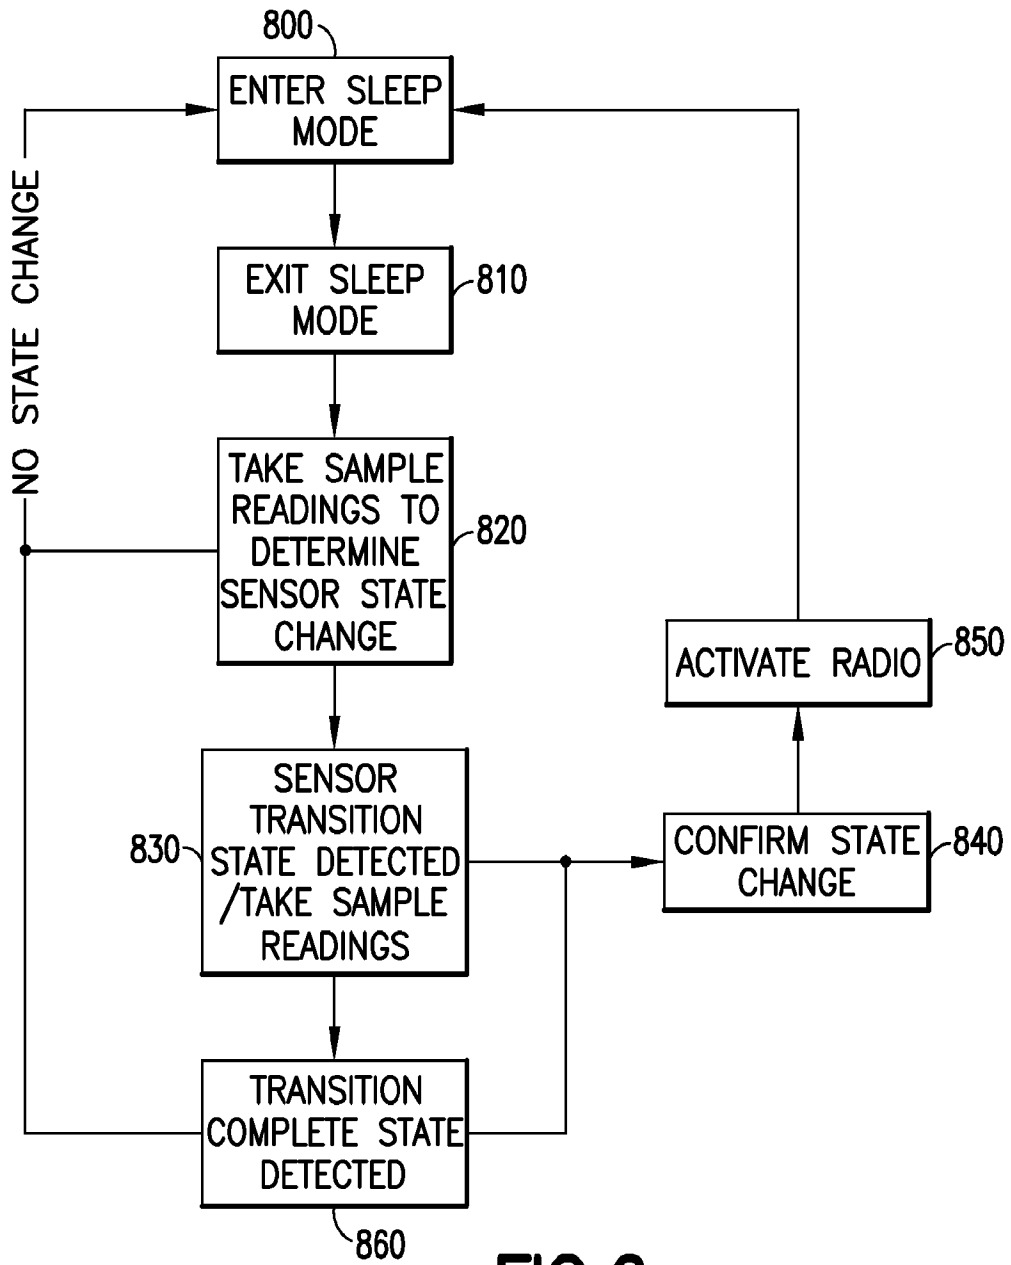 800
ENTER SLEEP
MODE
NO STATE CHANGE
EXIT SLEEP
MODE
810
TAKE SAMPLE
READINGS TO
DETERMINE
SENSOR STATE
CHANGE
820
SENSOR
TRANSITION
STATE DETECTED
/TAKE SAMPLE
READINGS
830
CONFIRM STATE
CHANGE
840
ACTIVATE RADIO
850
TRANSITION
COMPLETE STATE
DETECTED
860